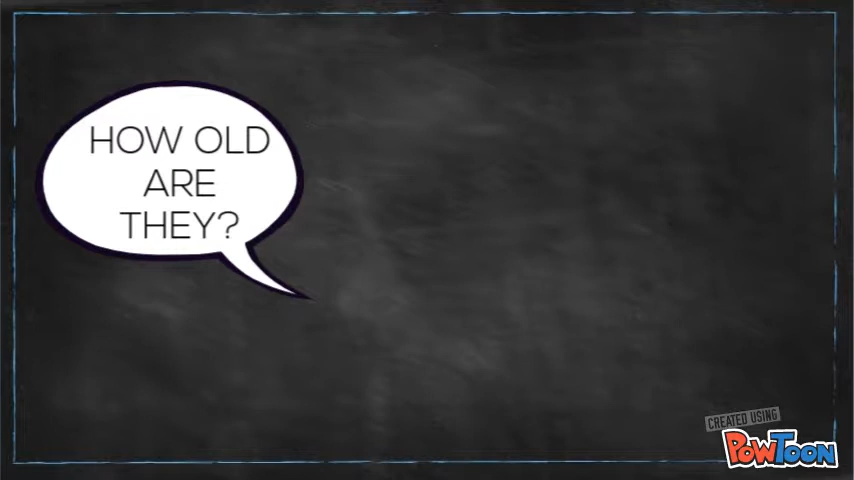 HOW OLD
ARE
THEY?
CREATED USING
POWTOON